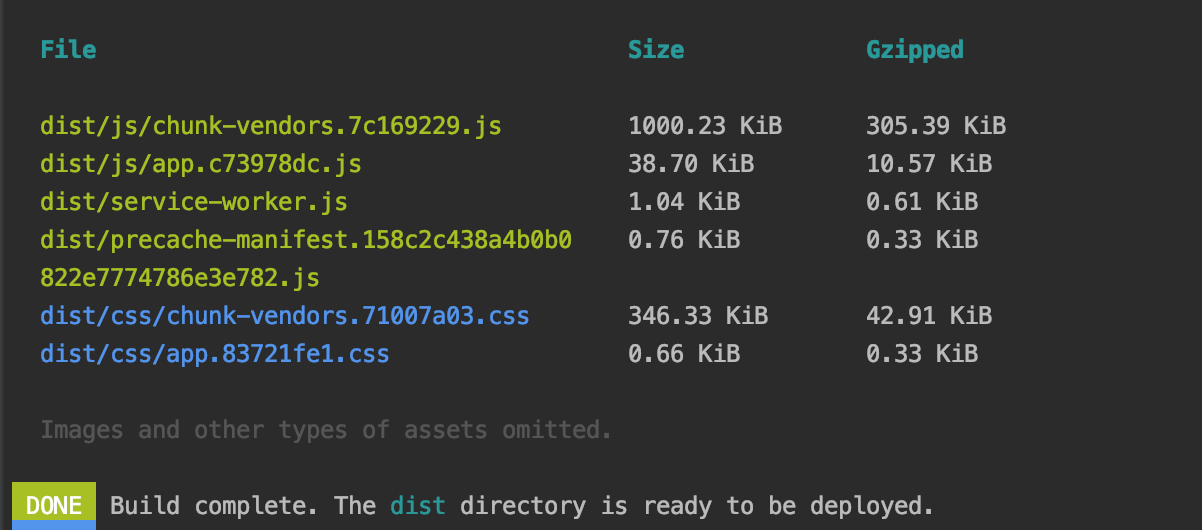 File Size Gzipped
dist/js/chunk-vendors.7c169229.js 1000.23 KiB 305.39 KiB
dist/js/app.c73978dc.js 38.70 KiB 10.57 KiB
dist/service-worker.js 1.04 KiB 0.61 KiB
dist/precache-manifest.158c2c438a4b0b0 0.76 KiB 0.33 KiB
822e7774786e3e782.js
dist/css/chunk-vendors.71007a03.css 346.33 KiB 42.91 KiB
dist/css/app.83721fe1.css 0.66 KiB 0.33 KiB
Images and other types of assets omitted.
DONE Build complete. The dist directory is ready to be deployed.